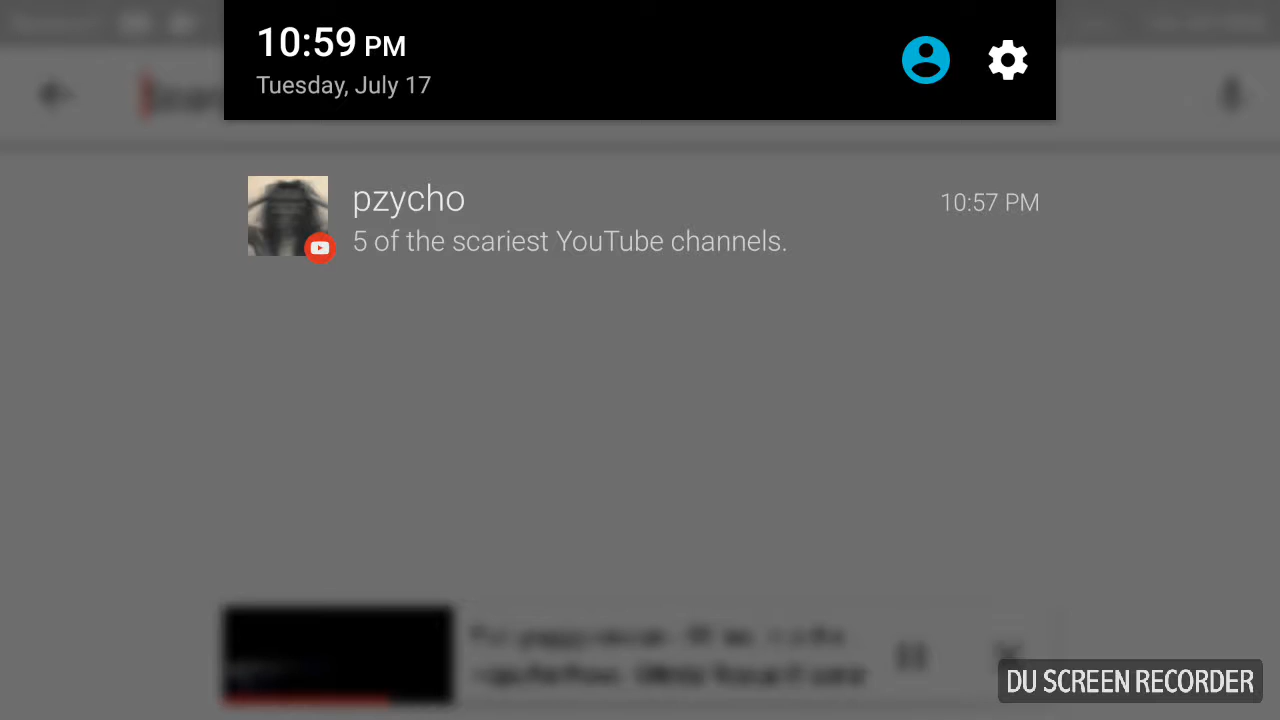 10:59 PM
Tuesday, July 17
pzycho
10:57 PM
5 of the scariest YouTube channels.
DU SCREEN RECORDER